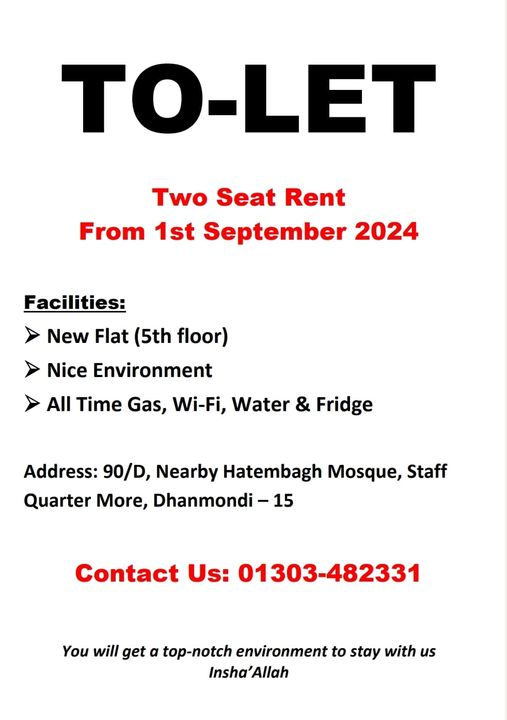 TO-LET
Two Seat Rent
From 1st September 2024
Facilities:
➢ New Flat (5th floor)
➢ Nice Environment
➢ All Time Gas, Wi-Fi, Water & Fridge
Address: 90/D, Nearby Hatembagh Mosque, Staff
Quarter More, Dhanmondi – 15
Contact Us: 01303-482331
You will get a top-notch environment to stay with us
Insha’Allah